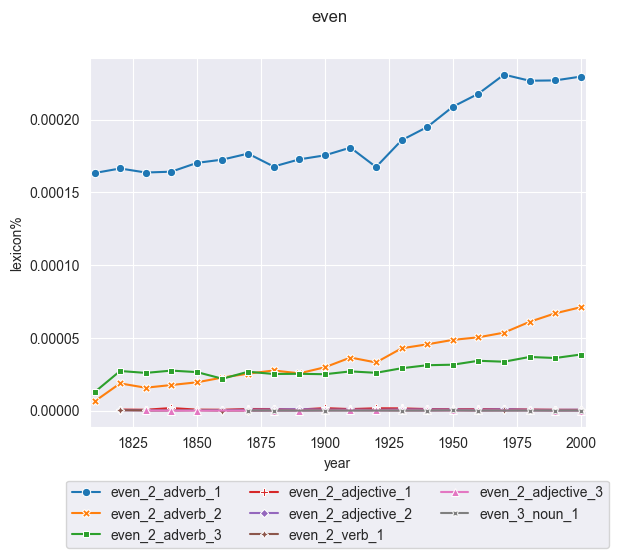 even
0.00020
0.00015
0.00010
0.00005
0.00000
lexicon%
1825 1850 1875 1900 1925 1950 1975 2000
year
even_2_adverb_1 even_2_adjective_1 even_2_adjective_3
even_2_adverb_2 even_2_adjective_2 even_3_noun_1
even_2_adverb_3 even_2_verb_1